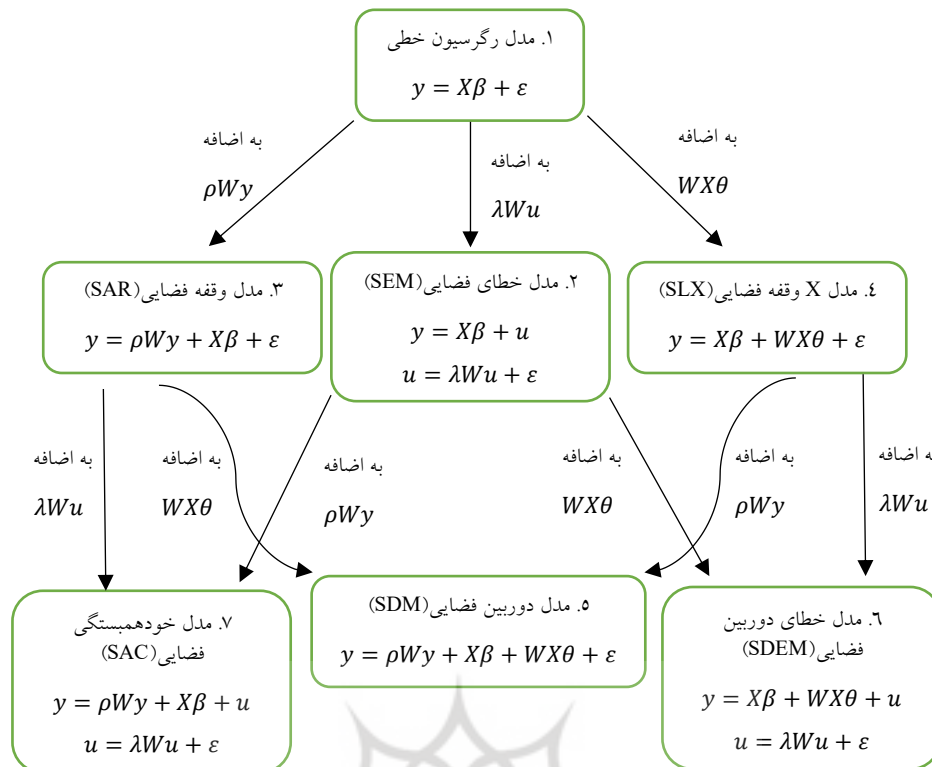 ۱. مدل رگرسیون خطی
y = Xβ + ε
به اضافه
ρWy
به اضافه
λWu
به اضافه
WXθ
۳. مدل وقفه فضایی(SAR)
y = ρWy + Xβ + ε
۲. مدل خطای فضایی(SEM)
y = Xβ + u
u = λWu + ε
٤. مدل X وقفه فضایی(SLX)
y = Xβ + WXθ + ε
به اضافه
λWu
به اضافه
WXθ
به اضافه
ρWy
به اضافه
WXθ
به اضافه
ρWy
به اضافه
λWu
۷. مدل خودهمبستگی
فضایی(SAC)
y = ρWy + Xβ + u
u = λWu + ε
٥. مدل دوربین فضایی(SDM)
y = ρWy + Xβ + WXθ + ε
٦. مدل خطای دوربین
فضایی(SDEM)
y = Xβ + WXθ + u
u = λWu + ε